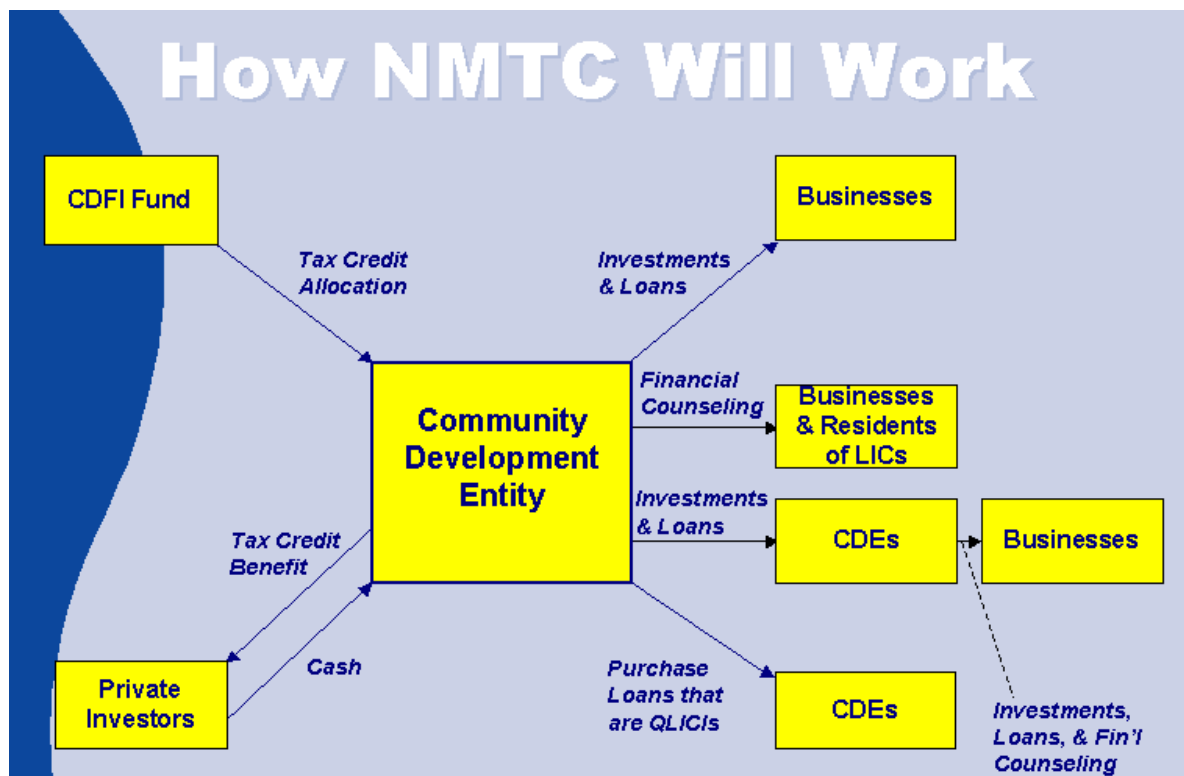 How NMTC Will Work
CDFI Fund
Tax Credit
Allocation
Investments
& Loans
Businesses
Community
Development
Entity
Financial
Counseling
Businesses
& Residents
of LICs
Investments
& Loans
CDEs
Businesses
Tax Credit
Benefit
Cash
Private
Investors
Purchase
Loans that
are QLICIs
CDEs
Investments,
Loans, & Fin'l
Counseling